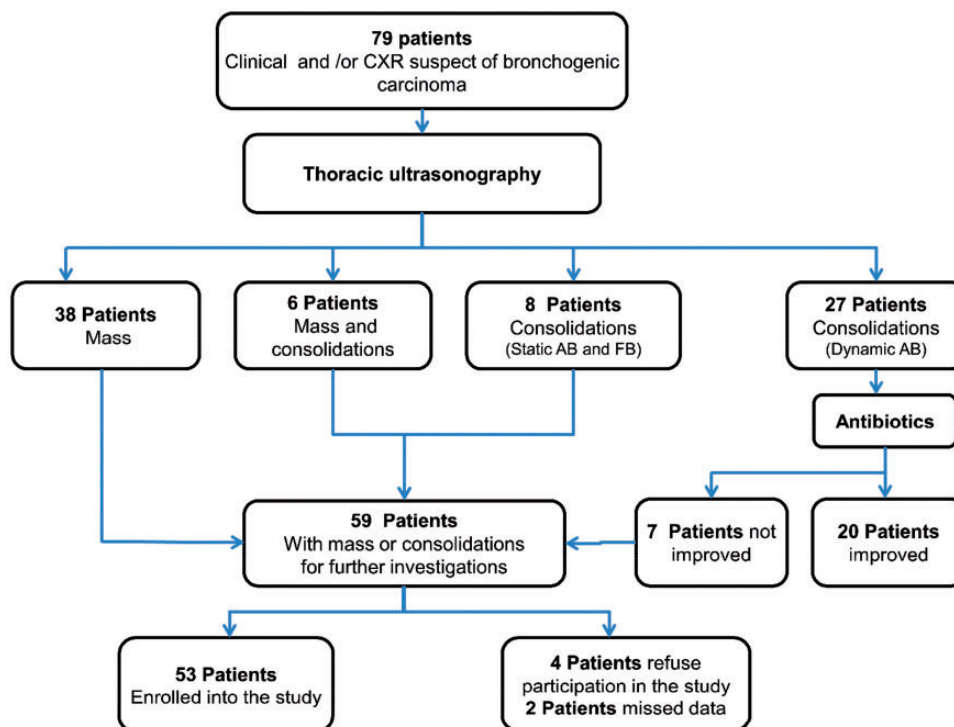 79 patients
Clinical and /or CXR suspect of bronchogenic
carcinoma
Thoracic ultrasonography
38 Patients
Mass
6 Patients
Mass and
consolidations
8 Patients
Consolidations
(Static AB and FB)
27 Patients
Consolidations
(Dynamic AB)
Antibiotics
59 Patients
With mass or consolidations
for further investigations
7 Patients not
improved
20 Patients
improved
53 Patients
Enrolled into the study
4 Patients refuse
participation in the study
2 Patients missed data